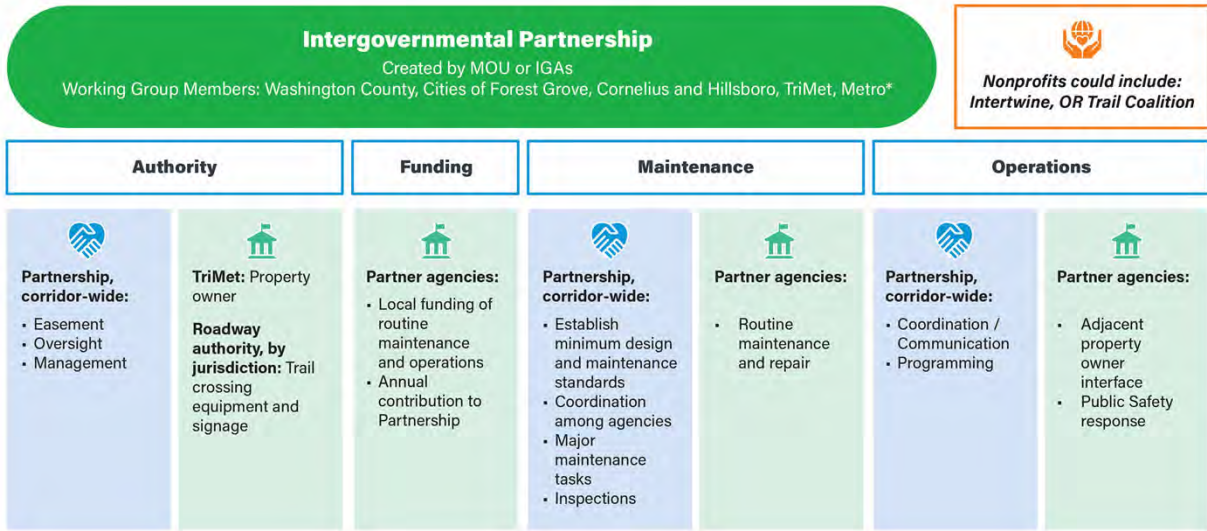 Intergovernmental Partnership
Created by MOU or IGAs
Working Group Members: Washington County, Cities of Forest Grove, Cornelius and Hillsboro, TriMet, Metro*
Nonprofits could include:
Intertwine, OR Trail Coalition
Authority
Funding
Maintenance
Operations
Partnership,
corridor-wide:
▪ Easement
▪ Oversight
▪ Management
TriMet: Property
owner
Roadway
authority, by
jurisdiction: Trail
crossing
equipment and
signage
Partner agencies:
▪ Local funding of
routine
maintenance
and operations
▪ Annual
contribution to
Partnership
Partnership,
corridor-wide:
▪ Establish
minimum design
and maintenance
standards
▪ Coordination
among agencies
▪ Major
maintenance
tasks
▪ Inspections
Partner agencies:
▪ Routine
maintenance
and repair
Partnership,
corridor-wide:
▪ Coordination /
Communication
▪ Programming
Partner agencies:
▪ Adjacent
property
owner
interface
▪ Public Safety
response